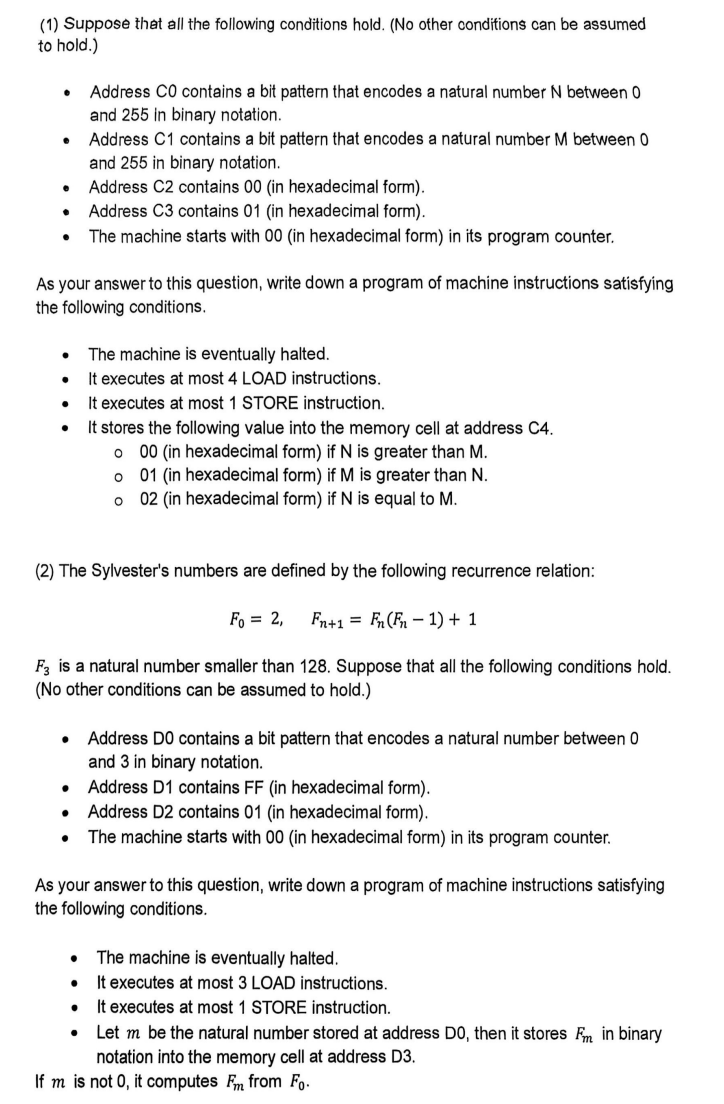 (1) Suppose that all the following conditions hold. (No other conditions can be assumed
to hold.)
• Address C0 contains a bit pattern that encodes a natural number N between 0
and 255 in binary notation.
• Address C1 contains a bit pattern that encodes a natural number M between 0
and 255 in binary notation.
• Address C2 contains 00 (in hexadecimal form).
• Address C3 contains 01 (in hexadecimal form).
• The machine starts with 00 (in hexadecimal form) in its program counter.
As your answer to this question, write down a program of machine instructions satisfying
the following conditions.
• The machine is eventually halted.
• It executes at most 4 LOAD instructions.
• It executes at most 1 STORE instruction.
• It stores the following value into the memory cell at address C4.
o 00 (in hexadecimal form) if N is greater than M.
o 01 (in hexadecimal form) if M is greater than N.
o 02 (in hexadecimal form) if N is equal to M.
(2) The Sylvester's numbers are defined by the following recurrence relation:
F₀ = 2, Fₙ₊₁ = Fₙ(Fₙ − 1) + 1
F₃ is a natural number smaller than 128. Suppose that all the following conditions hold.
(No other conditions can be assumed to hold.)
• Address D0 contains a bit pattern that encodes a natural number between 0
and 3 in binary notation.
• Address D1 contains FF (in hexadecimal form).
• Address D2 contains 01 (in hexadecimal form).
• The machine starts with 00 (in hexadecimal form) in its program counter.
As your answer to this question, write down a program of machine instructions satisfying
the following conditions.
• The machine is eventually halted.
• It executes at most 3 LOAD instructions.
• It executes at most 1 STORE instruction.
• Let m be the natural number stored at address D0, then it stores Fₘ in binary
notation into the memory cell at address D3.
If m is not 0, it computes Fₘ from F₀.